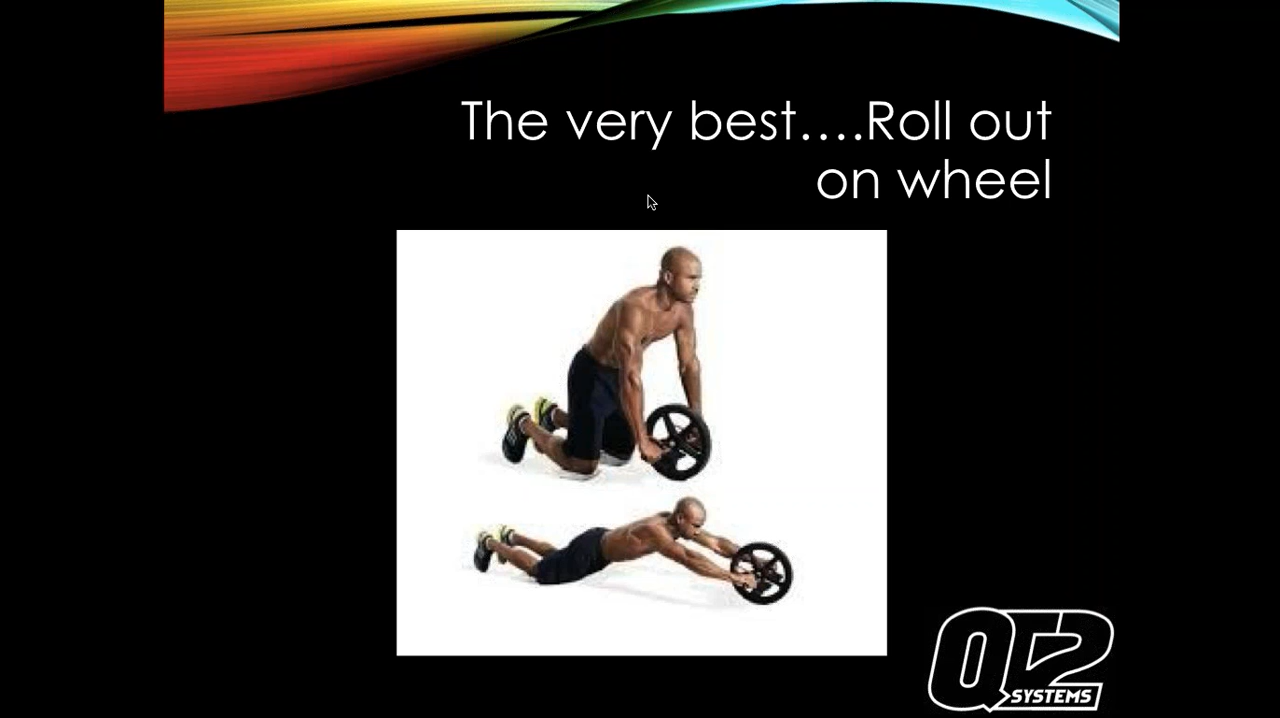 The very best....Roll out
on wheel
QT2
SYSTEMS